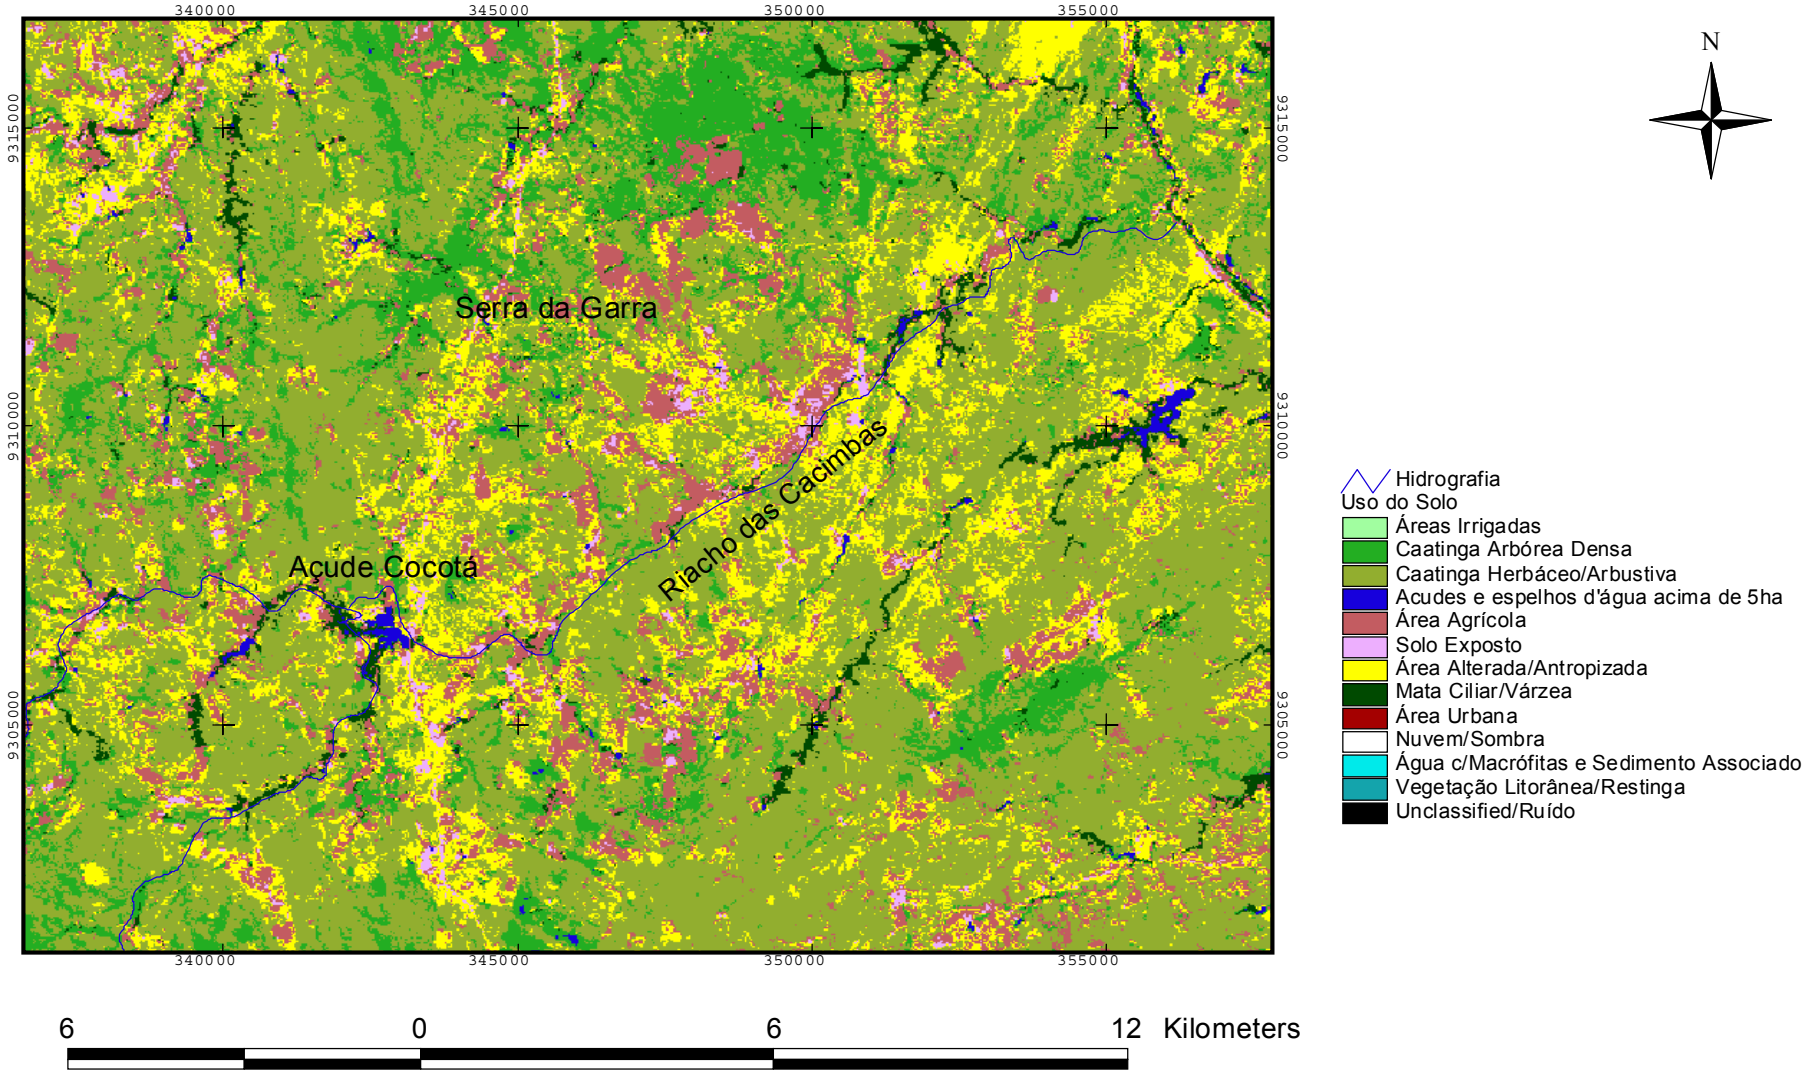 340000 345000 350000 355000
N
9315000 9315000
Serra da Garra
9310000 9310000
Riacho das Cacimbas
Açude Cocotá
9305000 9305000
340000 345000 350000 355000
Hidrografia
Uso do Solo
Áreas Irrigadas
Caatinga Arbórea Densa
Caatinga Herbáceo/Arbustiva
Acudes e espelhos d'água acima de 5ha
Área Agrícola
Solo Exposto
Área Alterada/Antropizada
Mata Ciliar/Várzea
Área Urbana
Nuvem/Sombra
Água c/Macrófitas e Sedimento Associado
Vegetação Litorânea/Restinga
Unclassified/Ruído
6 0 6 12 Kilometers